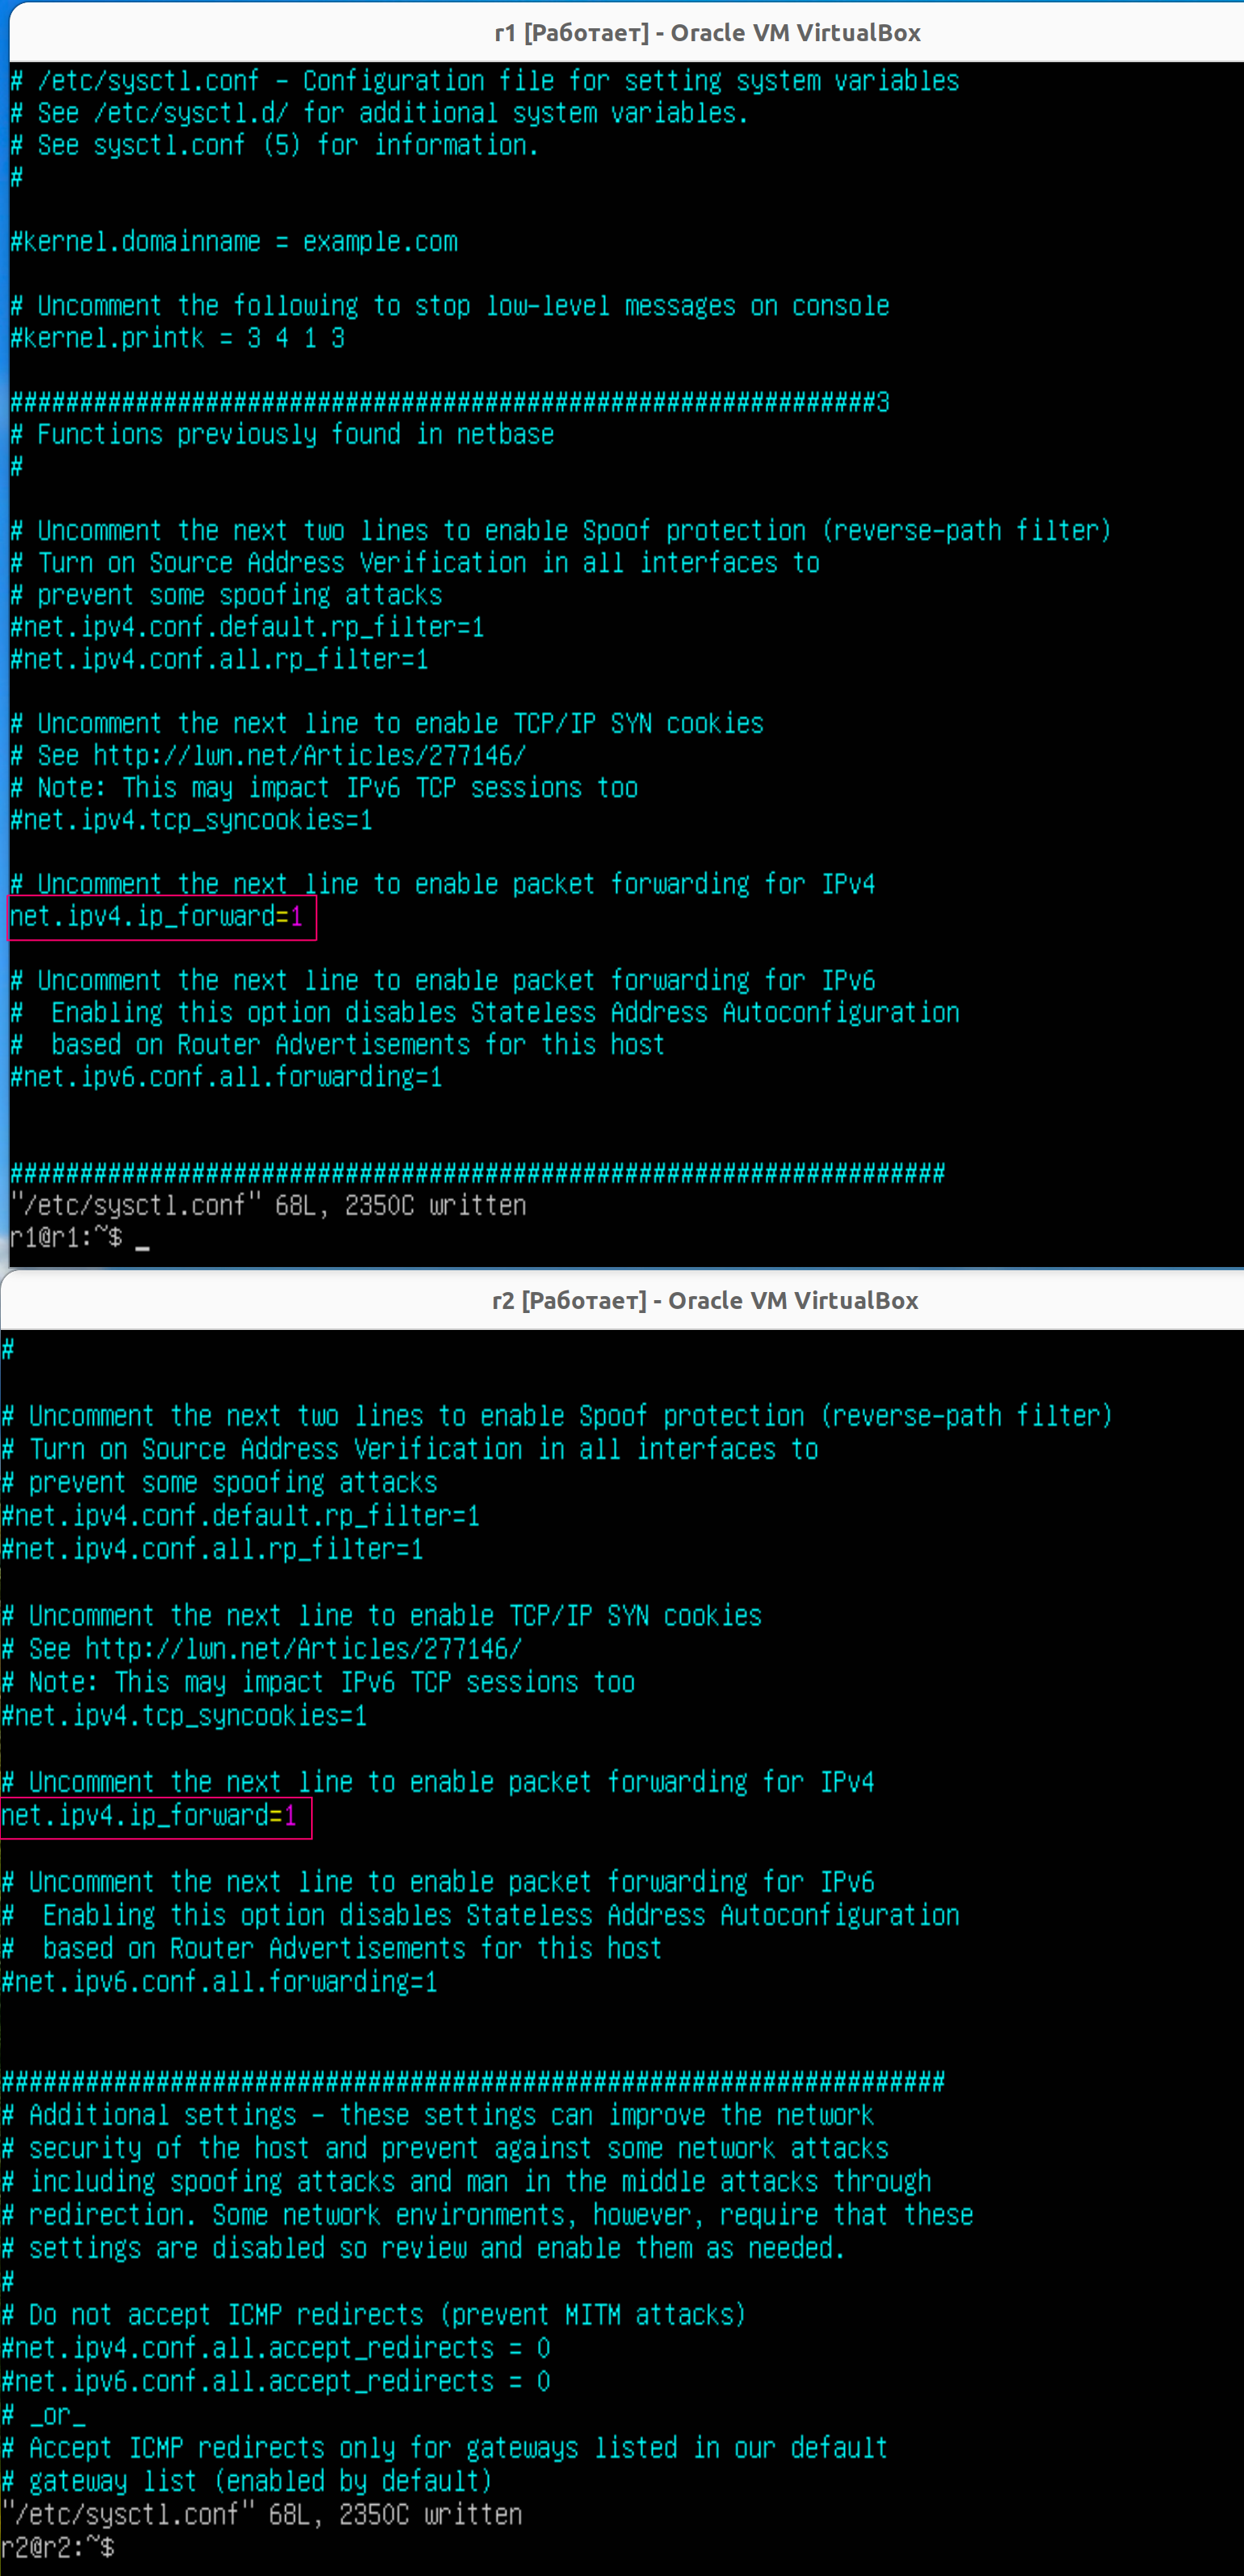 r1 [Работает] - Oracle VM VirtualBox
# /etc/sysctl.conf - Configuration file for setting system variables
# See /etc/sysctl.d/ for additional system variables.
# See sysctl.conf (5) for information.
#
#kernel.domainname = example.com
# Uncomment the following to stop low-level messages on console
#kernel.printk = 3 4 1 3
##############################################################3
# Functions previously found in netbase
#
# Uncomment the next two lines to enable Spoof protection (reverse-path filter)
# Turn on Source Address Verification in all interfaces to
# prevent some spoofing attacks
#net.ipv4.conf.default.rp_filter=1
#net.ipv4.conf.all.rp_filter=1
# Uncomment the next line to enable TCP/IP SYN cookies
# See http://lwn.net/Articles/277146/
# Note: This may impact IPv6 TCP sessions too
#net.ipv4.tcp_syncookies=1
# Uncomment the next line to enable packet forwarding for IPv4
net.ipv4.ip_forward=1
# Uncomment the next line to enable packet forwarding for IPv6
#  Enabling this option disables Stateless Address Autoconfiguration
#  based on Router Advertisements for this host
#net.ipv6.conf.all.forwarding=1
###################################################################
"/etc/sysctl.conf" 68L, 2350C written
r1@r1:~$ _
r2 [Работает] - Oracle VM VirtualBox
#
# Uncomment the next two lines to enable Spoof protection (reverse-path filter)
# Turn on Source Address Verification in all interfaces to
# prevent some spoofing attacks
#net.ipv4.conf.default.rp_filter=1
#net.ipv4.conf.all.rp_filter=1
# Uncomment the next line to enable TCP/IP SYN cookies
# See http://lwn.net/Articles/277146/
# Note: This may impact IPv6 TCP sessions too
#net.ipv4.tcp_syncookies=1
# Uncomment the next line to enable packet forwarding for IPv4
net.ipv4.ip_forward=1
# Uncomment the next line to enable packet forwarding for IPv6
#  Enabling this option disables Stateless Address Autoconfiguration
#  based on Router Advertisements for this host
#net.ipv6.conf.all.forwarding=1
###################################################################
# Additional settings - these settings can improve the network
# security of the host and prevent against some network attacks
# including spoofing attacks and man in the middle attacks through
# redirection. Some network environments, however, require that these
# settings are disabled so review and enable them as needed.
#
# Do not accept ICMP redirects (prevent MITM attacks)
#net.ipv4.conf.all.accept_redirects = 0
#net.ipv6.conf.all.accept_redirects = 0
# _or_
# Accept ICMP redirects only for gateways listed in our default
# gateway list (enabled by default)
"/etc/sysctl.conf" 68L, 2350C written
r2@r2:~$